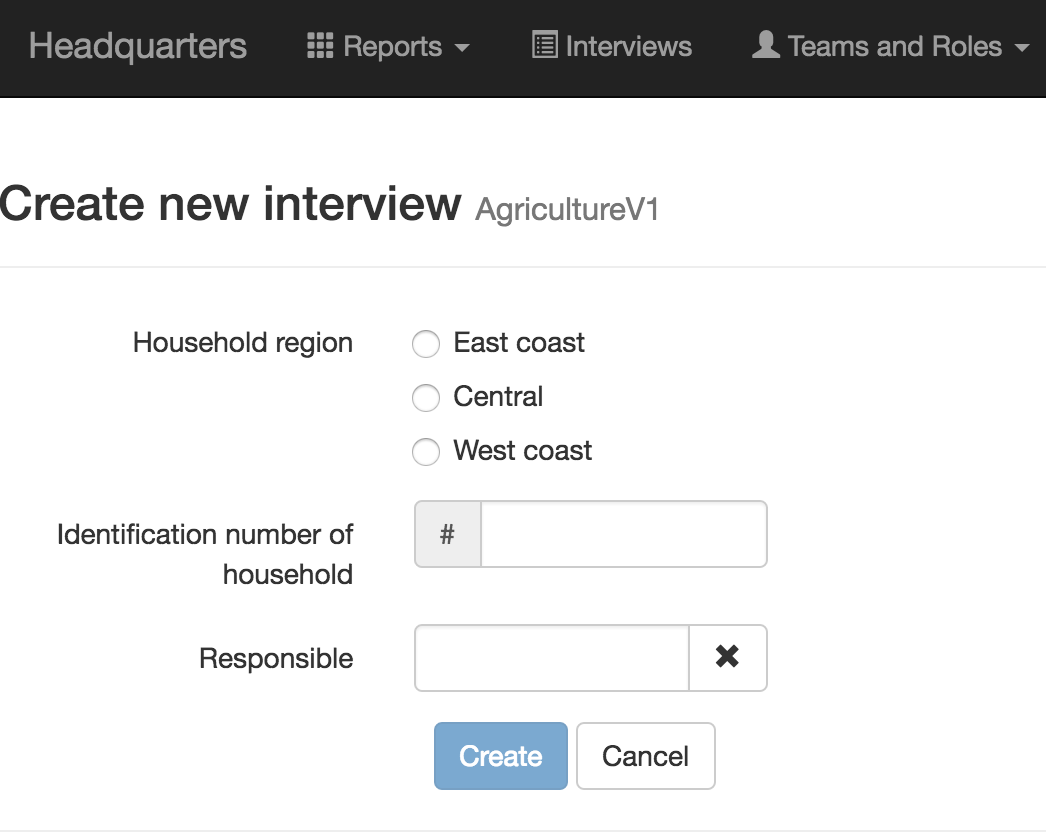 Headquarters Reports Interviews Teams and Roles
Create new interview AgricultureV1
Household region East coast
Central
West coast
Identification number of
household
#
Responsible
Create Cancel